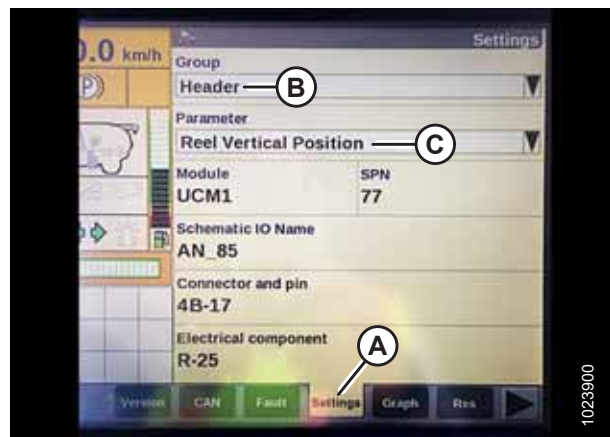 0.0 km/h
Settings
Group
Header
B
Parameter
Reel Vertical Position
C
Module
SPN
UCM1
77
Schematic IO Name
AN_85
Connector and pin
4B-17
Electrical component
R-25
A
Version
CAN
Fault
Settings
Graph
Res
P
1023900